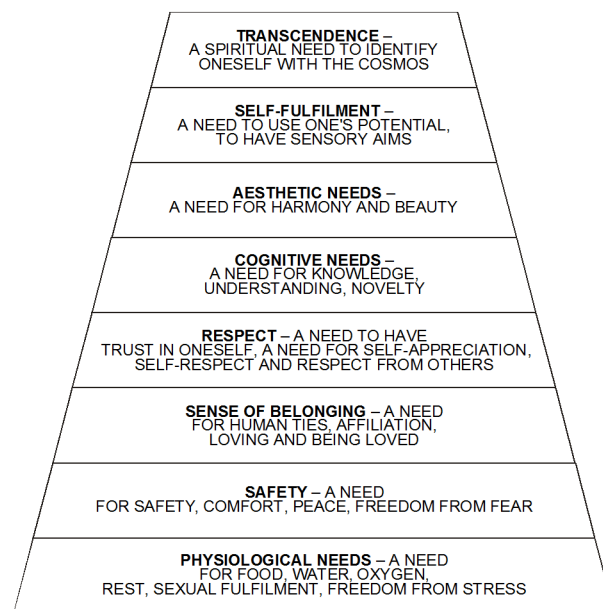 TRANSCENDENCE –
A SPIRITUAL NEED TO IDENTIFY
ONESELF WITH THE COSMOS
SELF-FULFILMENT –
A NEED TO USE ONE'S POTENTIAL,
TO HAVE SENSORY AIMS
AESTHETIC NEEDS –
A NEED FOR HARMONY AND BEAUTY
COGNITIVE NEEDS –
A NEED FOR KNOWLEDGE,
UNDERSTANDING, NOVELTY
RESPECT – A NEED TO HAVE
TRUST IN ONESELF, A NEED FOR SELF-APPRECIATION,
SELF-RESPECT AND RESPECT FROM OTHERS
SENSE OF BELONGING – A NEED
FOR HUMAN TIES, AFFILIATION,
LOVING AND BEING LOVED
SAFETY – A NEED
FOR SAFETY, COMFORT, PEACE, FREEDOM FROM FEAR
PHYSIOLOGICAL NEEDS – A NEED
FOR FOOD, WATER, OXYGEN,
REST, SEXUAL FULFILMENT, FREEDOM FROM STRESS